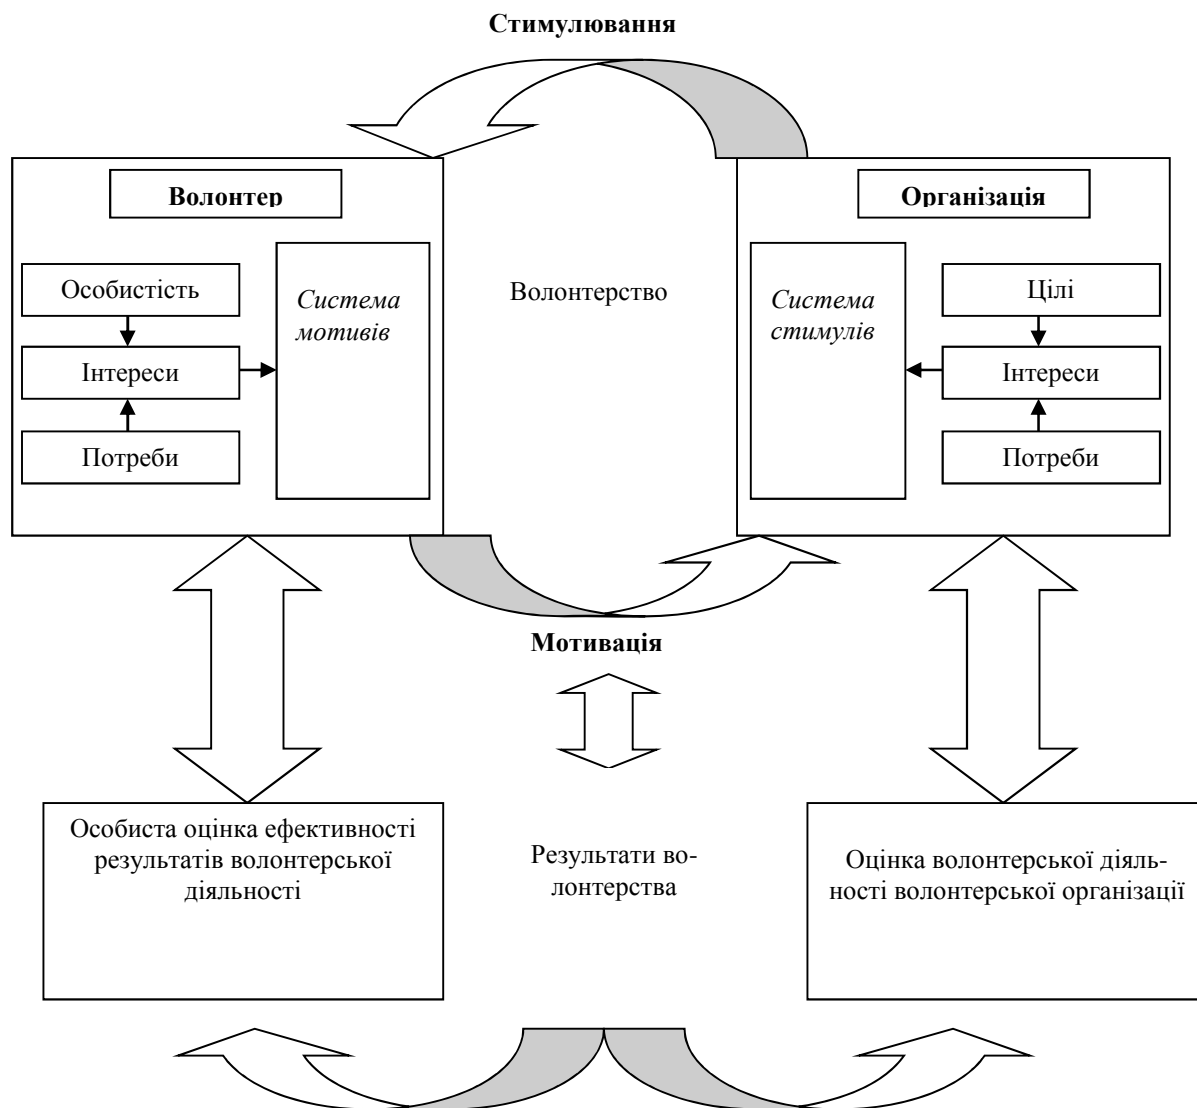 Стимулювання
Волонтер
Організація
Особистість
Інтереси
Потреби
Система
мотивів
Волонтерство
Система
стимулів
Цілі
Інтереси
Потреби
Мотивація
Особиста оцінка ефективності
результатів волонтерської
діяльності
Результати во-
лонтерства
Оцінка волонтерської діяль-
ності волонтерської організації